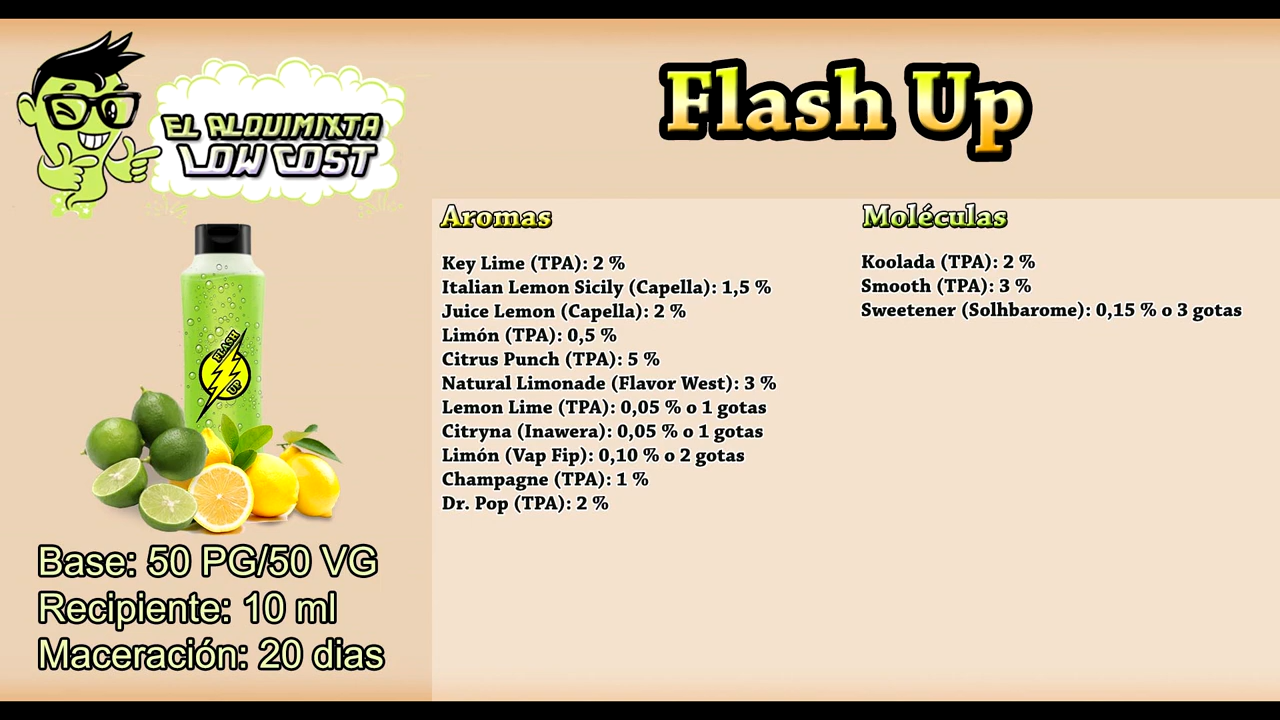 EL ALQUIMIXTA
LOW COST
Flash Up
Aromas
Key Lime (TPA): 2 %
Italian Lemon Sicily (Capella): 1,5 %
Juice Lemon (Capella): 2 %
Limón (TPA): 0,5 %
Citrus Punch (TPA): 5 %
Natural Limonade (Flavor West): 3 %
Lemon Lime (TPA): 0,05 % o 1 gotas
Citryna (Inawera): 0,05 % o 1 gotas
Limón (Vap Fip): 0,10 % o 2 gotas
Champagne (TPA): 1 %
Dr. Pop (TPA): 2 %
Moléculas
Koolada (TPA): 2 %
Smooth (TPA): 3 %
Sweetener (Solhbarome): 0,15 % o 3 gotas
FLASH
UP
Base: 50 PG/50 VG
Recipiente: 10 ml
Maceración: 20 dias